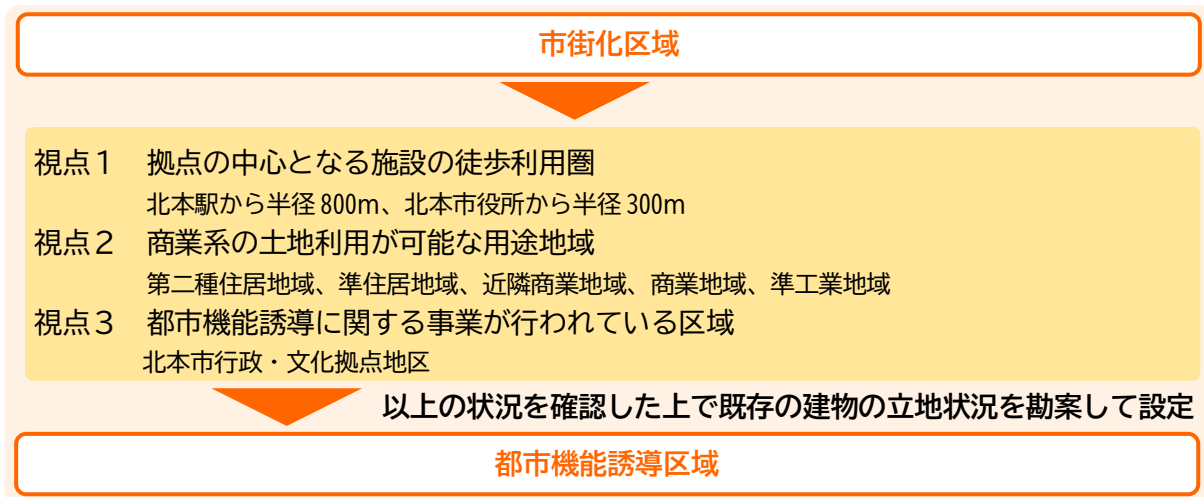 市街化区域
視点１　拠点の中心となる施設の徒歩利用圏
北本駅から半径 800m、北本市役所から半径 300m
視点２　商業系の土地利用が可能な用途地域
第二種住居地域、準住居地域、近隣商業地域、商業地域、準工業地域
視点３　都市機能誘導に関する事業が行われている区域
北本市行政・文化拠点地区
以上の状況を確認した上で既存の建物の立地状況を勘案して設定
都市機能誘導区域